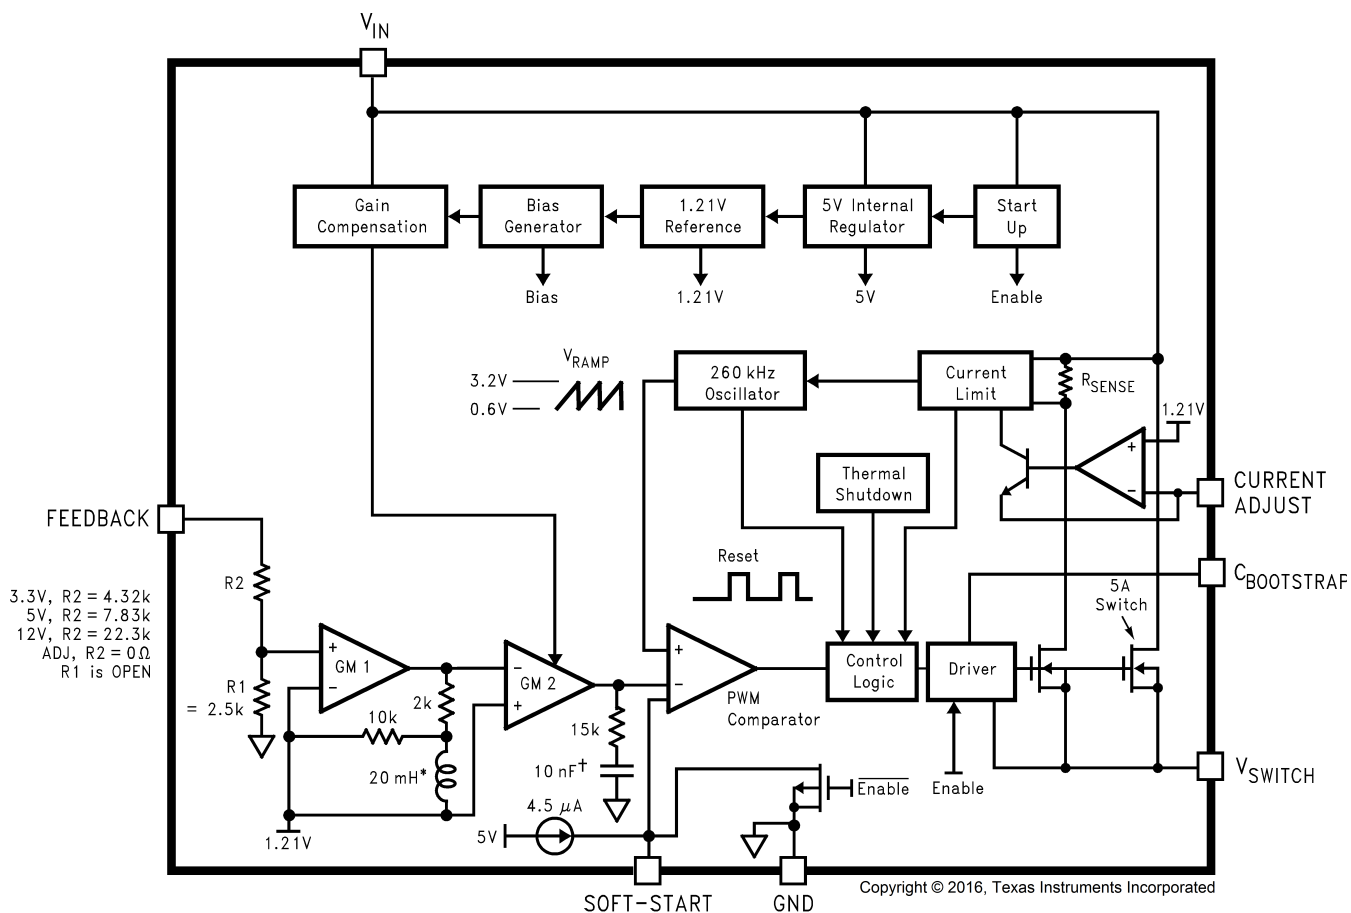 VIN
Gain
Compensation
Bias
Generator
1.21V
Reference
5V Internal
Regulator
Start
Up
Bias
1.21V
5V
Enable
VRAMP
3.2V
0.6V
260 kHz
Oscillator
Current
Limit
RSENSE
1.21V
+
−
Thermal
Shutdown
CURRENT
ADJUST
FEEDBACK
Reset
CBOOTSTRAP
5A
Switch
R2
3.3V, R2 = 4.32k
5V, R2 = 7.83k
12V, R2 = 22.3k
ADJ, R2 = 0Ω
R1 is OPEN
R1
= 2.5k
+
GM 1
−
−
GM 2
+
+
−
PWM
Comparator
Control
Logic
Driver
2k
10k
15k
20 mH*
10 nF†
4.5 μA
5V
1.21V
Enable
Enable
VSWITCH
SOFT-START
GND
Copyright © 2016, Texas Instruments Incorporated